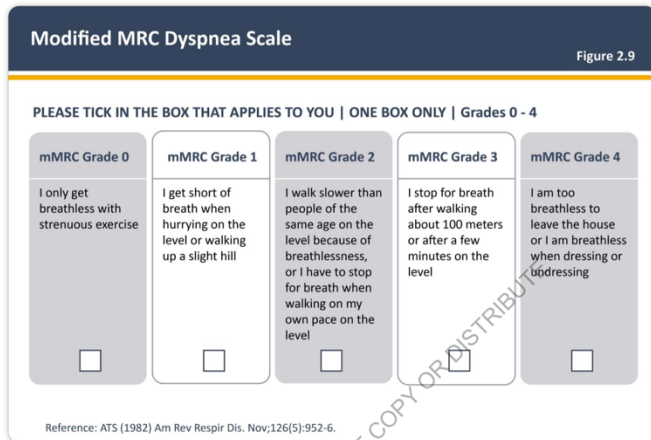 Modified MRC Dyspnea Scale
Figure 2.9
PLEASE TICK IN THE BOX THAT APPLIES TO YOU | ONE BOX ONLY | Grades 0 - 4
mMRC Grade 0
I only get
breathless with
strenuous exercise
mMRC Grade 1
I get short of
breath when
hurrying on the
level or walking
up a slight hill
mMRC Grade 2
I walk slower than
people of the
same age on the
level because of
breathlessness,
or I have to stop
for breath when
walking on my
own pace on the
level
mMRC Grade 3
I stop for breath
after walking
about 100 meters
or after a few
minutes on the
level
mMRC Grade 4
I am too
breathless to
leave the house
or I am breathless
when dressing or
undressing
COPY OR DISTRIBUTE
Reference: ATS (1982) Am Rev Respir Dis. Nov;126(5):952-6.